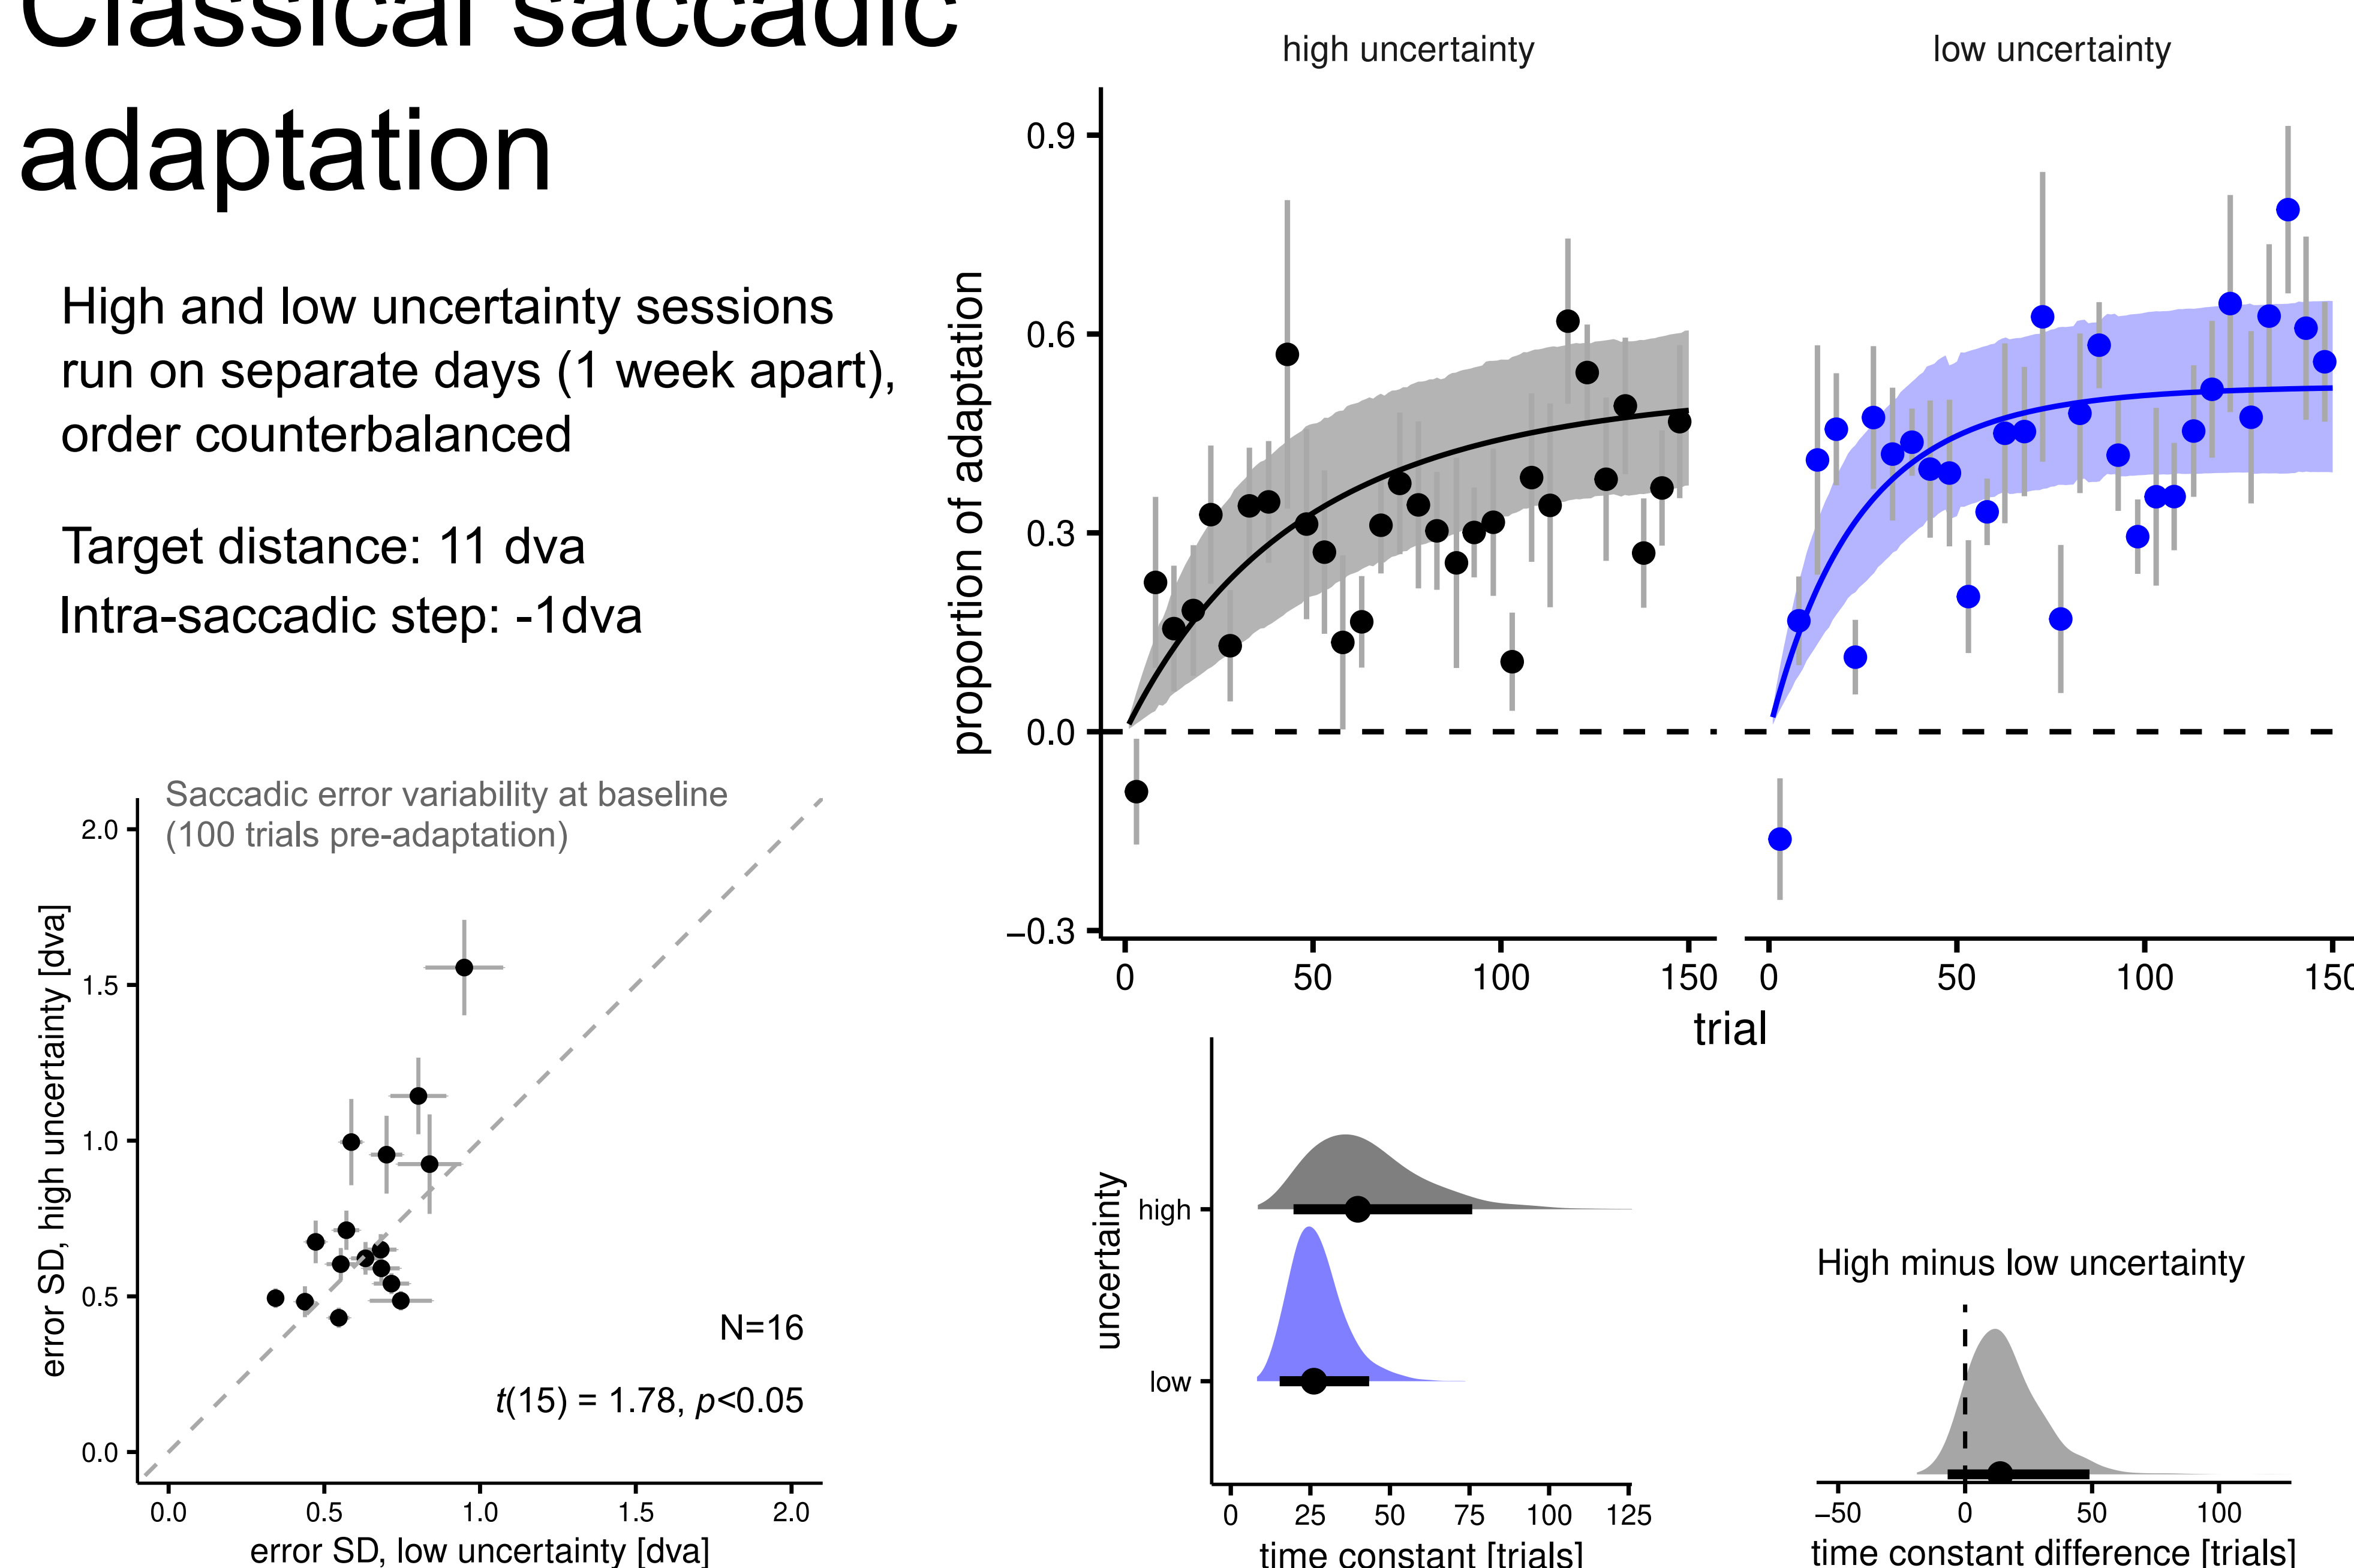 Classical saccadic
adaptation
High and low uncertainty sessions
run on separate days (1 week apart),
order counterbalanced
Target distance: 11 dva
Intra-saccadic step: -1dva
high uncertainty
low uncertainty
proportion of adaptation
0.9
0.6
0.3
0.0
−0.3
0
50
100
150
0
50
100
150
trial
Saccadic error variability at baseline
(100 trials pre-adaptation)
error SD, high uncertainty [dva]
2.0
1.5
1.0
0.5
0.0
N=16
t(15) = 1.78, p<0.05
0.0
0.5
1.0
1.5
2.0
error SD, low uncertainty [dva]
uncertainty
high
low
0
25
50
75
100
125
time constant [trials]
High minus low uncertainty
−50
0
50
100
time constant difference [trials]